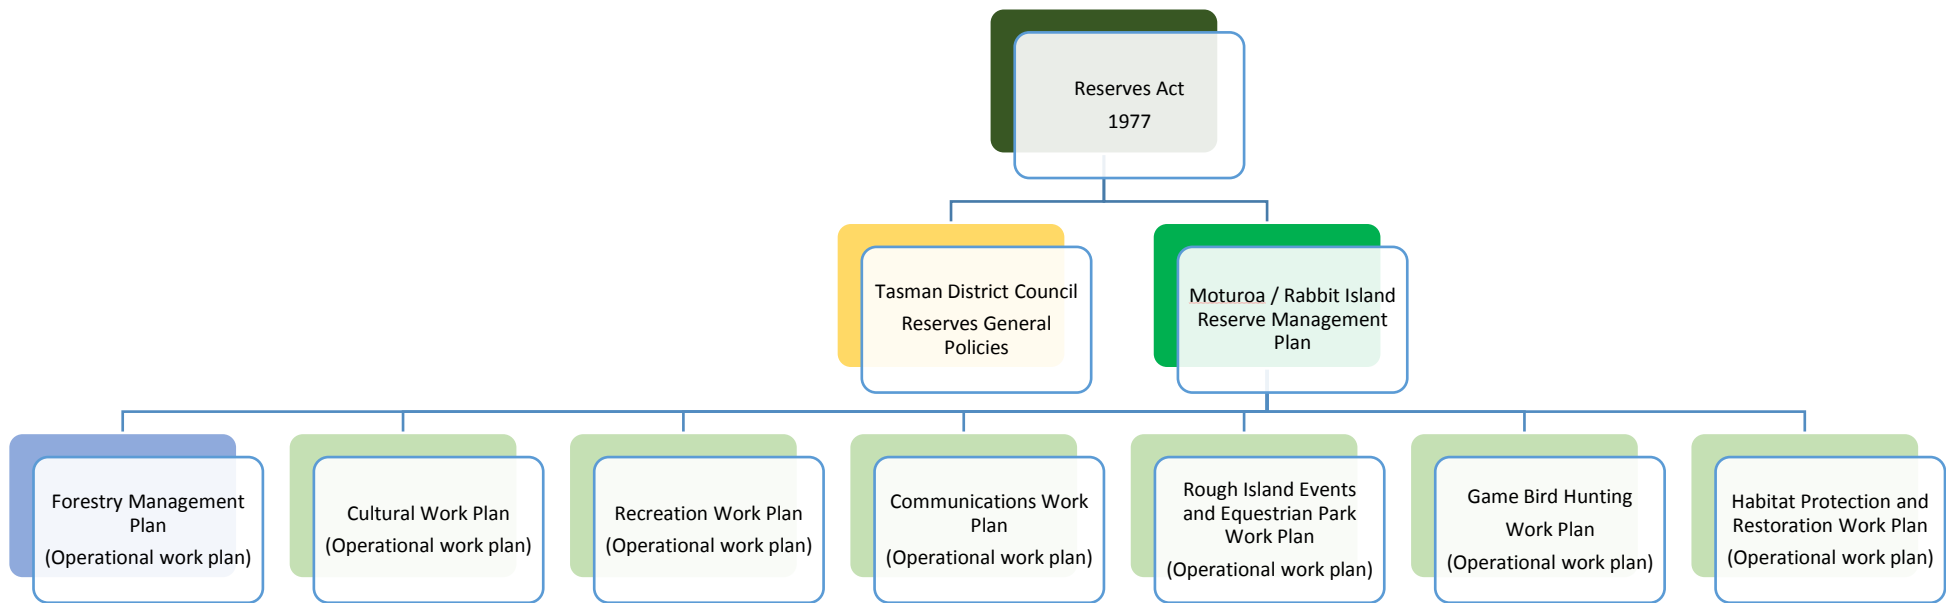 Reserves Act
1977
Tasman District Council
Reserves General
Policies
Moturoa / Rabbit Island
Reserve Management
Plan
Forestry Management
Plan
(Operational work plan)
Cultural Work Plan
(Operational work plan)
Recreation Work Plan
(Operational work plan)
Communications Work
Plan
(Operational work plan)
Rough Island Events
and Equestrian Park
Work Plan
(Operational work plan)
Game Bird Hunting
Work Plan
(Operational work plan)
Habitat Protection and
Restoration Work Plan
(Operational work plan)